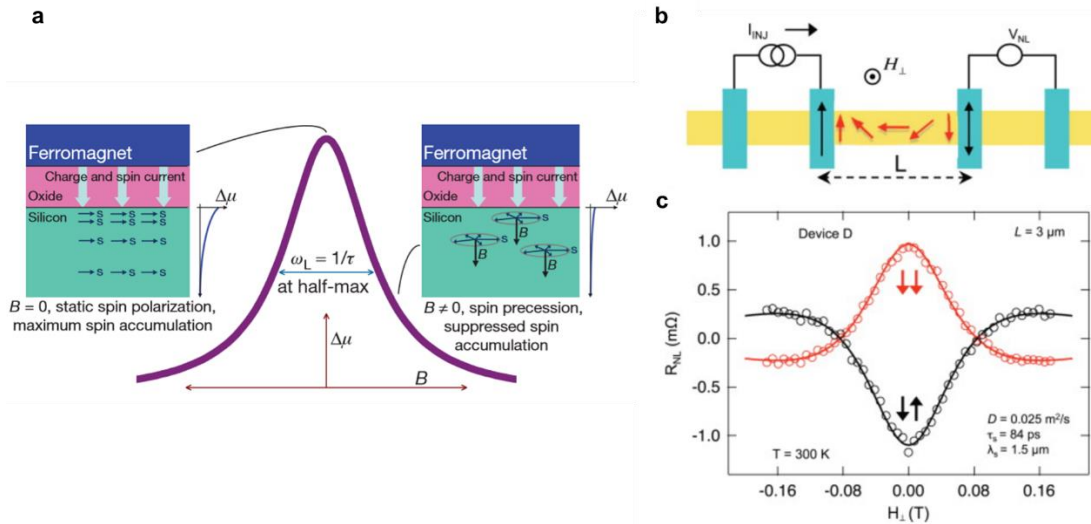 a
Ferromagnet
Charge and spin current
Oxide
Silicon
S S S
S S S
S S S
S S
Δμ
B = 0, static spin polarization,
maximum spin accumulation
ω_L = 1/τ
at half-max
Δμ
B
Ferromagnet
Charge and spin current
Oxide
Silicon
S
B
S
S
B
B
Δμ
B ≠ 0, spin precession,
suppressed spin
accumulation
b
I_INJ
H_⊥
V_NL
L
c
Device D
L = 3 μm
1.0
0.5
0.0
-0.5
-1.0
R_NL (mΩ)
T = 300 K
D = 0.025 m²/s
τ_s = 84 ps
λ_s = 1.5 μm
-0.16 -0.08 0.00 0.08 0.16
H_⊥(T)